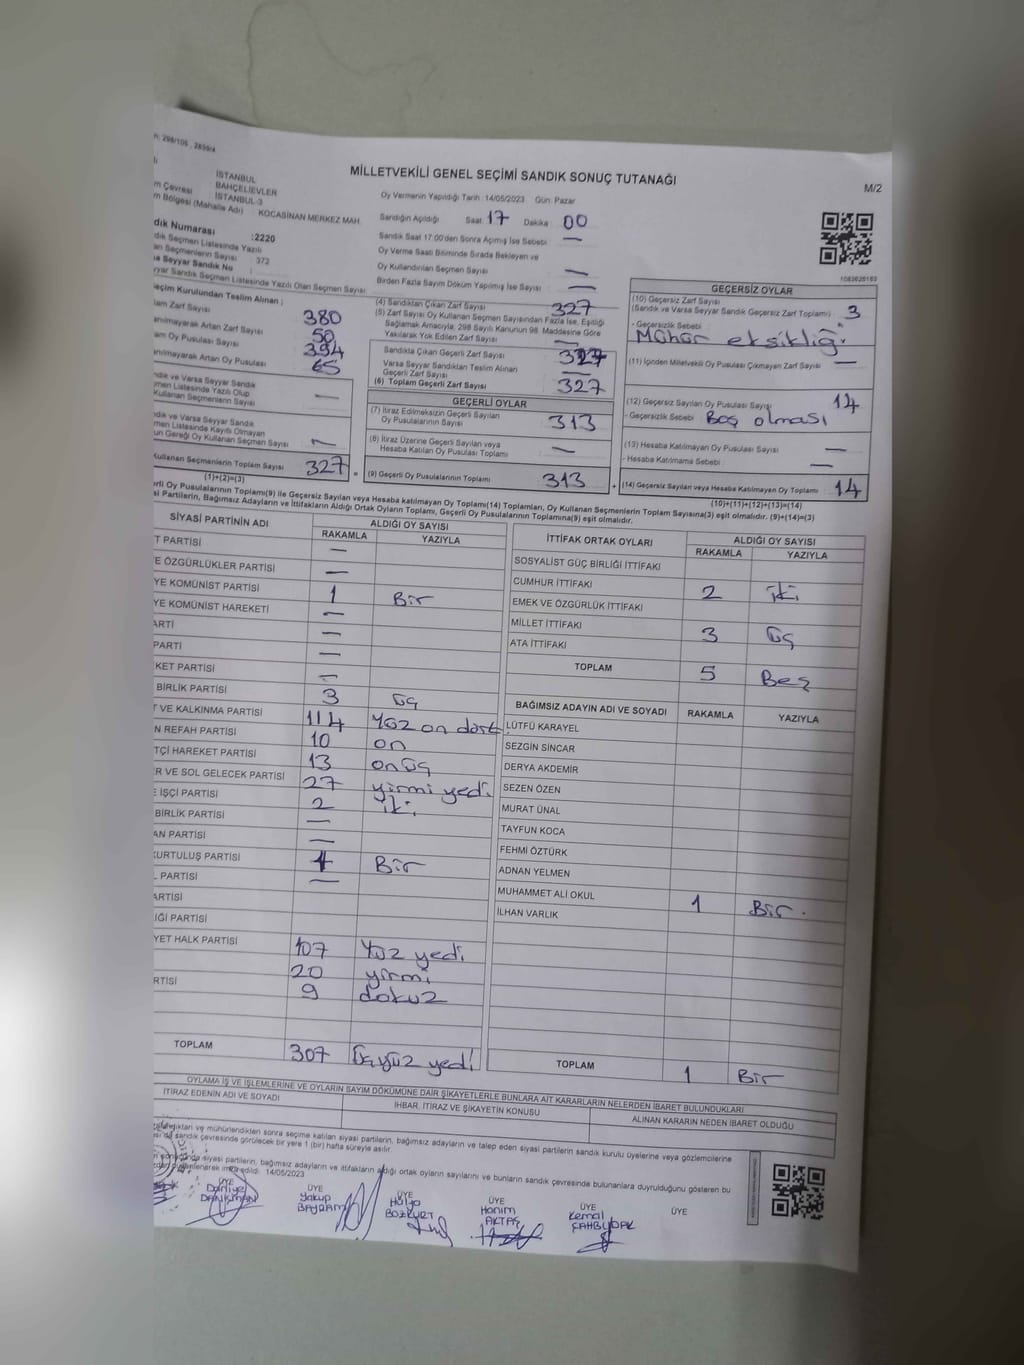 298/105
MİLLETVEKİLİ GENEL SEÇİMİ SANDIK SONUÇ TUTANAĞI
M/2
İSTANBUL
BAHÇELİEVLER
m Çevresi İSTANBUL-3
m Bölgesi (Mahalle Adı) KOCASİNAN MERKEZ MAH.
Oy Vermenin Yapıldığı Tarih: 14/05/2023 Gün: Pazar
Sandığın Açıldığı Saat 17 Dakika 00
Sandık Saat 17:00'den Sonra Açılmış İse Sebebi —
Oy Verme Saati Bitiminde Sırada Bekleyen ve
Oy Kullandırılan Seçmen Sayısı —
Birden Fazla Sayım Döküm Yapılmış İse Sayısı —
dık Numarası :2220
dık Seçmen Listesinde Yazılı
an Seçmenlerin Sayısı 372
a Seyyar Sandık No
yyar Sandık Seçmen Listesinde Yazılı Olan Seçmen Sayısı
eçim Kurulundan Teslim Alınan :
lam Zarf Sayısı 380
anılmayarak Artan Zarf Sayısı 50
am Oy Pusulası Sayısı 394
anılmayarak Artan Oy Pusulası 65
ndık ve Varsa Seyyar Sandık
men Listesinde Yazılı Olup
Kullanan Seçmenlerin Sayısı —
ndık ve Varsa Seyyar Sandık
men Listesinde Kayıtlı Olmayan
un Gereği Oy Kullanan Seçmen Sayısı —
Kullanan Seçmenlerin Toplam Sayısı 327
(1)+(2)=(3)
(4) Sandıktan Çıkan Zarf Sayısı 327
(5) Zarf Sayısı Oy Kullanan Seçmen Sayısından Fazla İse, Eşitliği
Sağlamak Amacıyla; 298 Sayılı Kanunun 98. Maddesine Göre
Yakılarak Yok Edilen Zarf Sayısı —
Sandıkta Çıkan Geçerli Zarf Sayısı 327
Varsa Seyyar Sandıktan Teslim Alınan
Geçerli Zarf Sayısı —
(6) Toplam Geçerli Zarf Sayısı 327
GEÇERLİ OYLAR
(7) İtiraz Edilmeksizin Geçerli Sayılan
Oy Pusulalarının Sayısı 313
(8) İtiraz Üzerine Geçerli Sayılan veya
Hesaba Katılan Oy Pusulası Toplamı —
(9) Geçerli Oy Pusulalarının Toplamı 313
GEÇERSİZ OYLAR
(10) Geçersiz Zarf Sayısı
(Sandık ve Varsa Seyyar Sandık Geçersiz Zarf Toplamı) : 3
- Geçersizlik Sebebi :
Mühür eksikliği
(11) İçinden Milletvekili Oy Pusulası Çıkmayan Zarf Sayısı —
(12) Geçersiz Sayılan Oy Pusulası Sayısı 14
- Geçersizlik Sebebi Boş olması
(13) Hesaba Katılmayan Oy Pusulası Sayısı —
- Hesaba Katılmama Sebebi —
(14) Geçersiz Sayılan veya Hesaba Katılmayan Oy Toplamı 14
(10)+(11)+(12)+(13)=(14)
erli Oy Pusulalarının Toplamı(9) ile Geçersiz Sayılan veya Hesaba katılmayan Oy Toplamı(14) Toplamları, Oy Kullanan Seçmenlerin Toplam Sayısına(3) eşit olmalıdır. (9)+(14)=(3)
si Partilerin, Bağımsız Adayların ve İttifakların Aldığı Oyların Toplamı, Geçerli Oy Pusulalarının Toplamına(9) eşit olmalıdır.
SİYASİ PARTİNİN ADI ALDIĞI OY SAYISI
RAKAMLA YAZIYLA
T PARTİSİ —
E ÖZGÜRLÜKLER PARTİSİ —
YE KOMÜNİST PARTİSİ 1 Bir
YE KOMÜNİST HAREKETİ —
ARTİ —
PARTİ —
KET PARTİSİ —
BİRLİK PARTİSİ 3 üç
T VE KALKINMA PARTİSİ 114 yüz on dört
N REFAH PARTİSİ 10 on
TÇİ HAREKET PARTİSİ 13 onüç
ER VE SOL GELECEK PARTİSİ 27 yirmi yedi
E İŞÇİ PARTİSİ 2 iki
BİRLİK PARTİSİ —
AN PARTİSİ —
KURTULUŞ PARTİSİ 1 Bir
L PARTİSİ —
ARTİSİ
İĞİ PARTİSİ
YET HALK PARTİSİ 107 Yüz yedi
20 yirmi
RTİSİ 9 dokuz
TOPLAM 307 Üçyüz yedi
İTTİFAK ORTAK OYLARI ALDIĞI OY SAYISI
RAKAMLA YAZIYLA
SOSYALİST GÜÇ BİRLİĞİ İTTİFAKI
CUMHUR İTTİFAKI 2 iki
EMEK VE ÖZGÜRLÜK İTTİFAKI
MİLLET İTTİFAKI 3 üç
ATA İTTİFAKI
TOPLAM 5 Beş
BAĞIMSIZ ADAYIN ADI VE SOYADI RAKAMLA YAZIYLA
LÜTFÜ KARAYEL
SEZGİN SİNCAR
DERYA AKDEMİR
SEZEN ÖZEN
MURAT ÜNAL
TAYFUN KOCA
FEHMİ ÖZTÜRK
ADNAN YELMEN
MUHAMMET ALİ OKUL 1 Bir.
İLHAN VARLIK
TOPLAM 1 Bir
OYLAMA İŞ VE İŞLEMLERİNE VE OYLARIN SAYIM DÖKÜMÜNE DAİR ŞİKAYETLERLE BUNLARA AİT KARARLARIN NELERDEN İBARET BULUNDUKLARI
İTİRAZ EDENİN ADI VE SOYADI İHBAR, İTİRAZ VE ŞİKAYETİN KONUSU ALINAN KARARIN NEDEN İBARET OLDUĞU
ve mühürlendikten sonra seçime katılan siyasi partilerin, bağımsız adayların ve talep eden siyasi partilerin sandık kurulu üyelerine veya gözlemcilerine
da sandık çevresinde görülecek bir yere 1 (bir) hafta süreyle asılır.
siyasi partilerin, bağımsız adayların ve ittifakların aldığı ortak oyların sayılarını ve bunların sandık çevresinde bulunanlara duyrulduğunu gösteren bu
imza edildi. 14/05/2023
ÜYE ÜYE ÜYE ÜYE ÜYE ÜYE
Daniyel DANIKMAN
Yakup BAYRAM
Hülya BOZKURT
Hanım AKTAŞ
Kemal